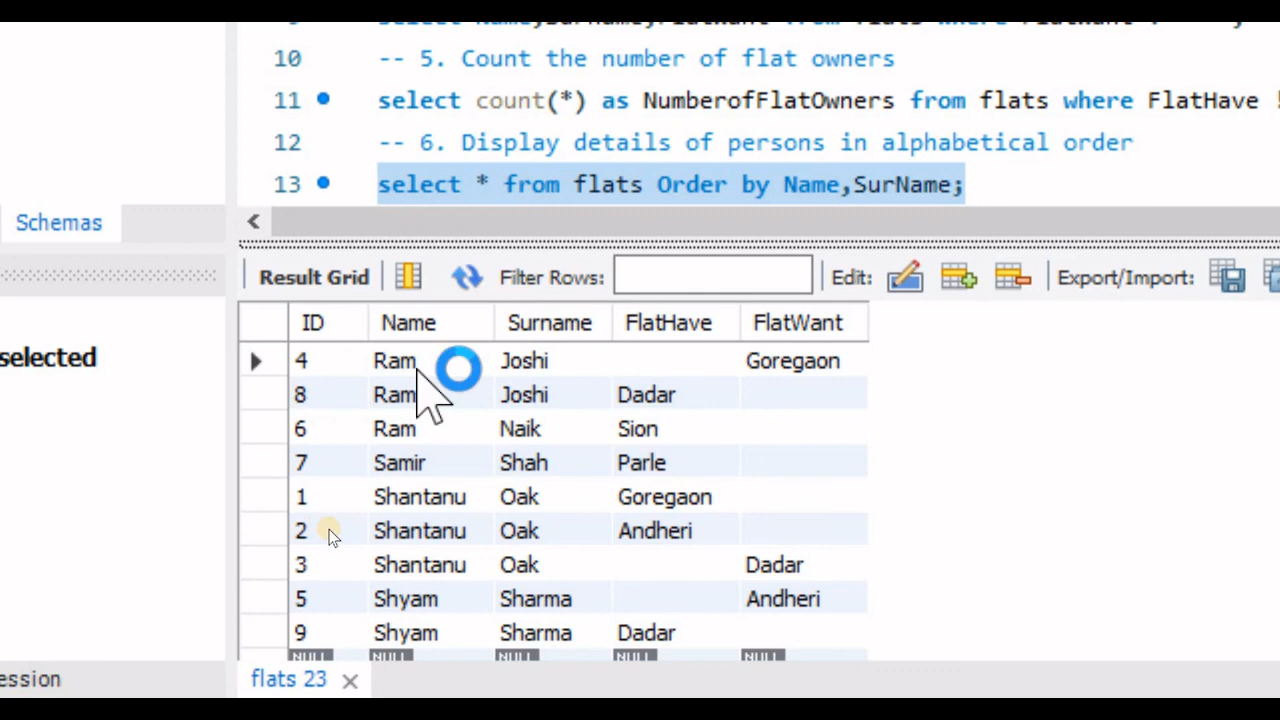 10 -- 5. Count the number of flat owners
11 select count(*) as NumberofFlatOwners from flats where FlatHave
12 -- 6. Display details of persons in alphabetical order
13 select * from flats Order by Name,SurName;
Schemas
Result Grid Filter Rows: Edit: Export/Import:
selected
ID Name Surname FlatHave FlatWant
4 Ram Joshi Goregaon
8 Ram Joshi Dadar
6 Ram Naik Sion
7 Samir Shah Parle
1 Shantanu Oak Goregaon
2 Shantanu Oak Andheri
3 Shantanu Oak Dadar
5 Shyam Sharma Andheri
9 Shyam Sharma Dadar
NULL NULL NULL NULL NULL
ession
flats 23